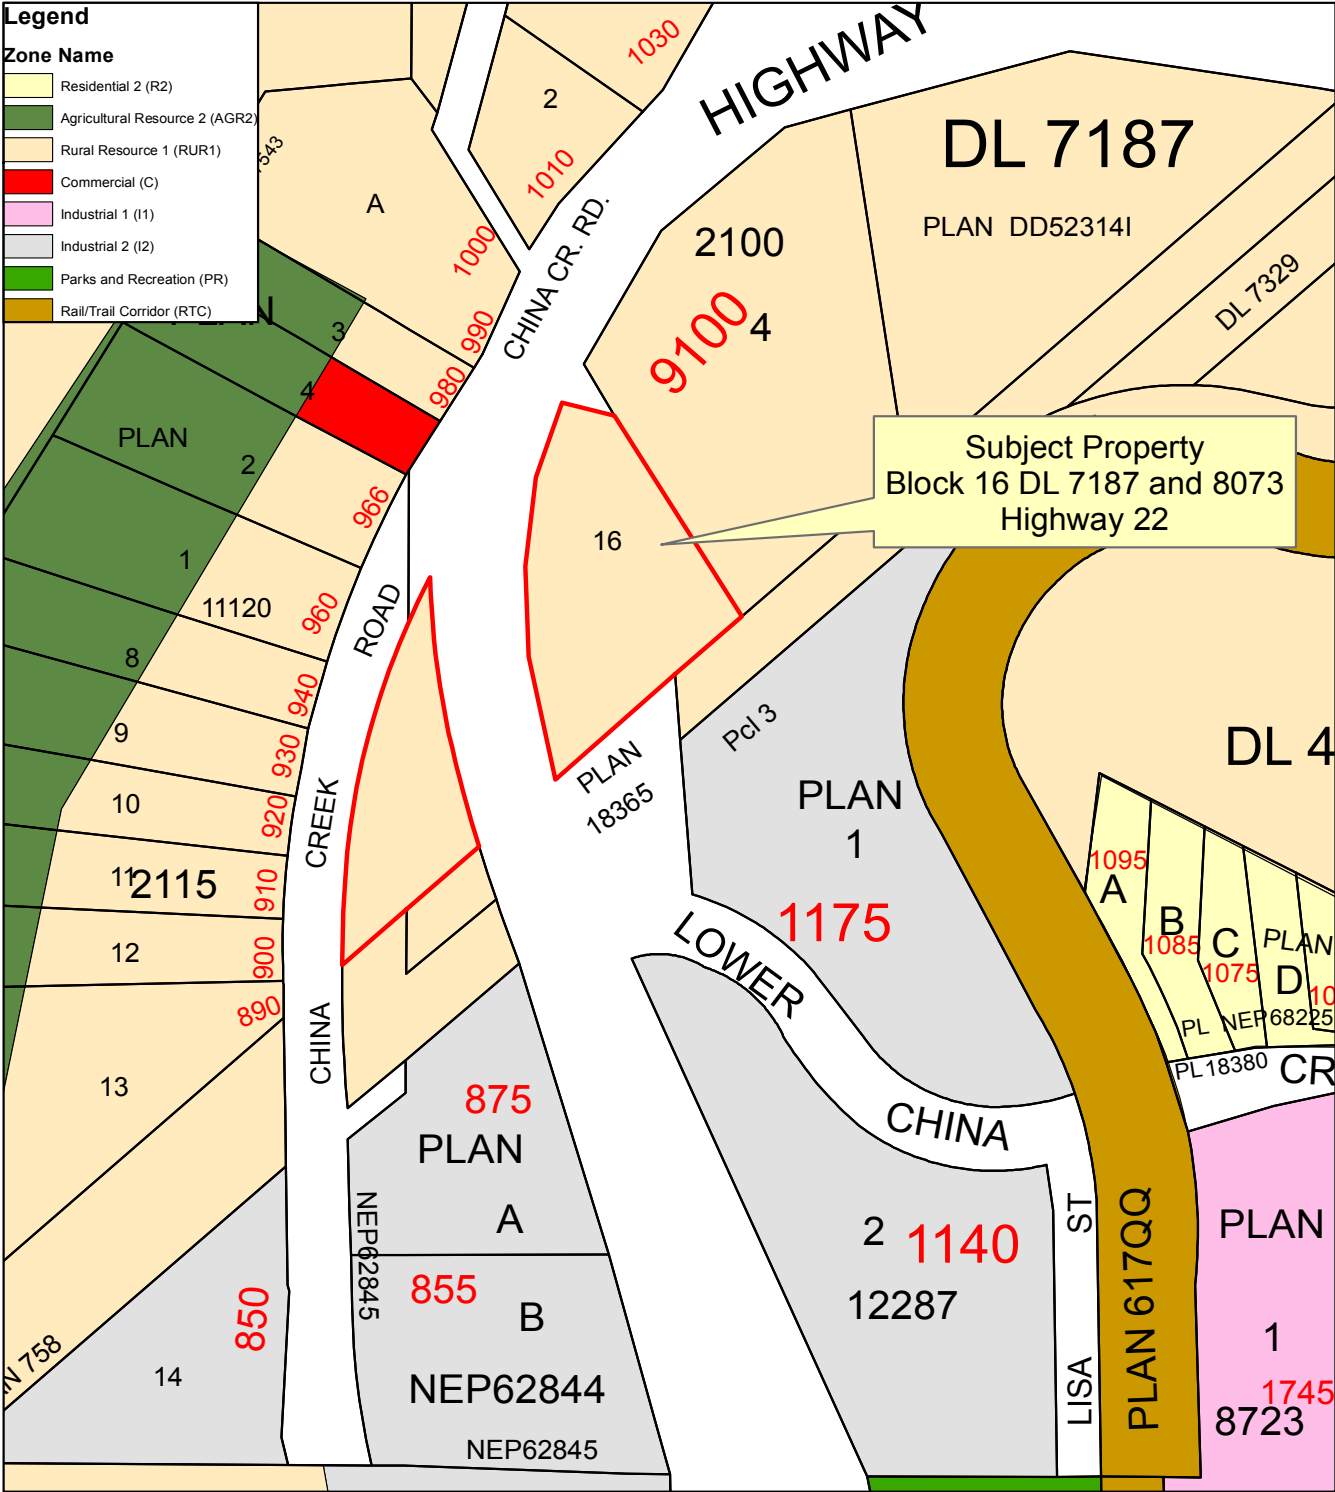 Legend
Zone Name
Residential 2 (R2)
Agricultural Resource 2 (AGR2)
Rural Resource 1 (RUR1)
Commercial (C)
Industrial 1 (I1)
Industrial 2 (I2)
Parks and Recreation (PR)
Rail/Trail Corridor (RTC)
1030
HIGHWAY
2
1010
DL 7187
PLAN DD52314I
A
1000
CHINA CR. RD.
2100
9100
4
DL 7329
3
990
980
4
PLAN
2
966
Subject Property
Block 16 DL 7187 and 8073
Highway 22
16
1
11120
960
ROAD
8
940
9
930
10
920
CREEK
11
2115
910
12
900
890
CHINA
13
PLAN
18365
Pcl 3
PLAN
1
1175
DL 4
1095
A
B
1085
C
1075
PLAN
D
10
PL NEP68225
PL 18380
CR
LOWER
CHINA
875
PLAN
A
NEP62845
855
B
NEP62844
NEP62845
850
14
758
2
1140
12287
LISA ST
PLAN 617QQ
PLAN
1
1745
8723